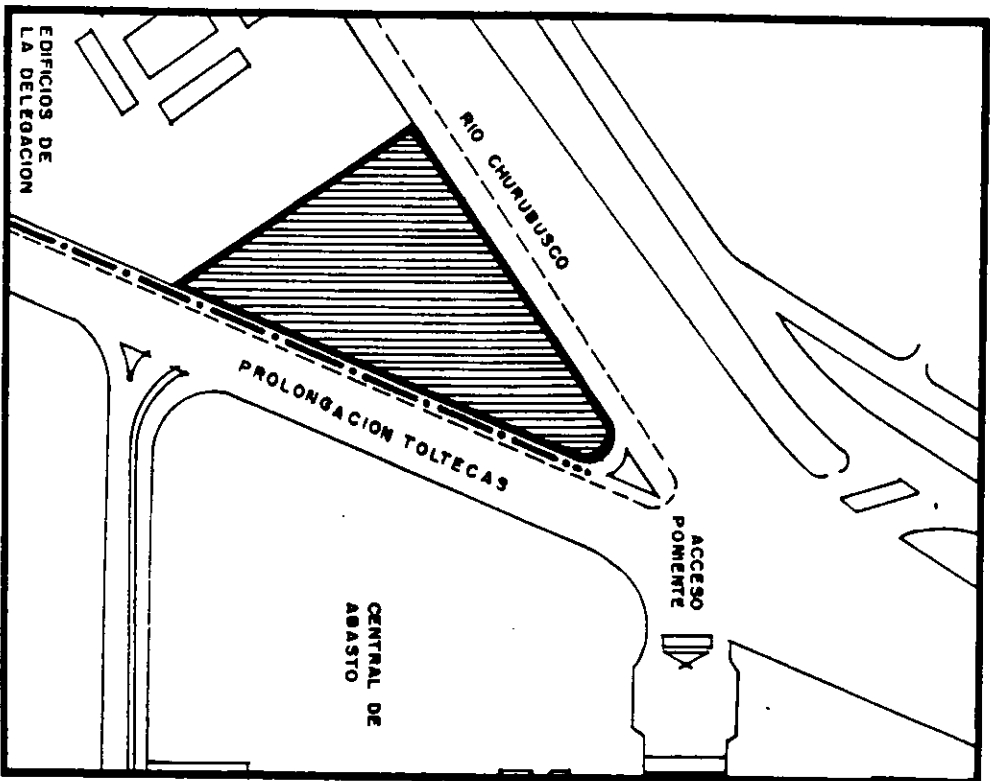 EDIFICIOS DE
LA DELEGACION
RIO CHURUBUSCO
PROLONGACION TOLTECAS
ACCESO
PONIENTE
CENTRAL DE
ABASTO